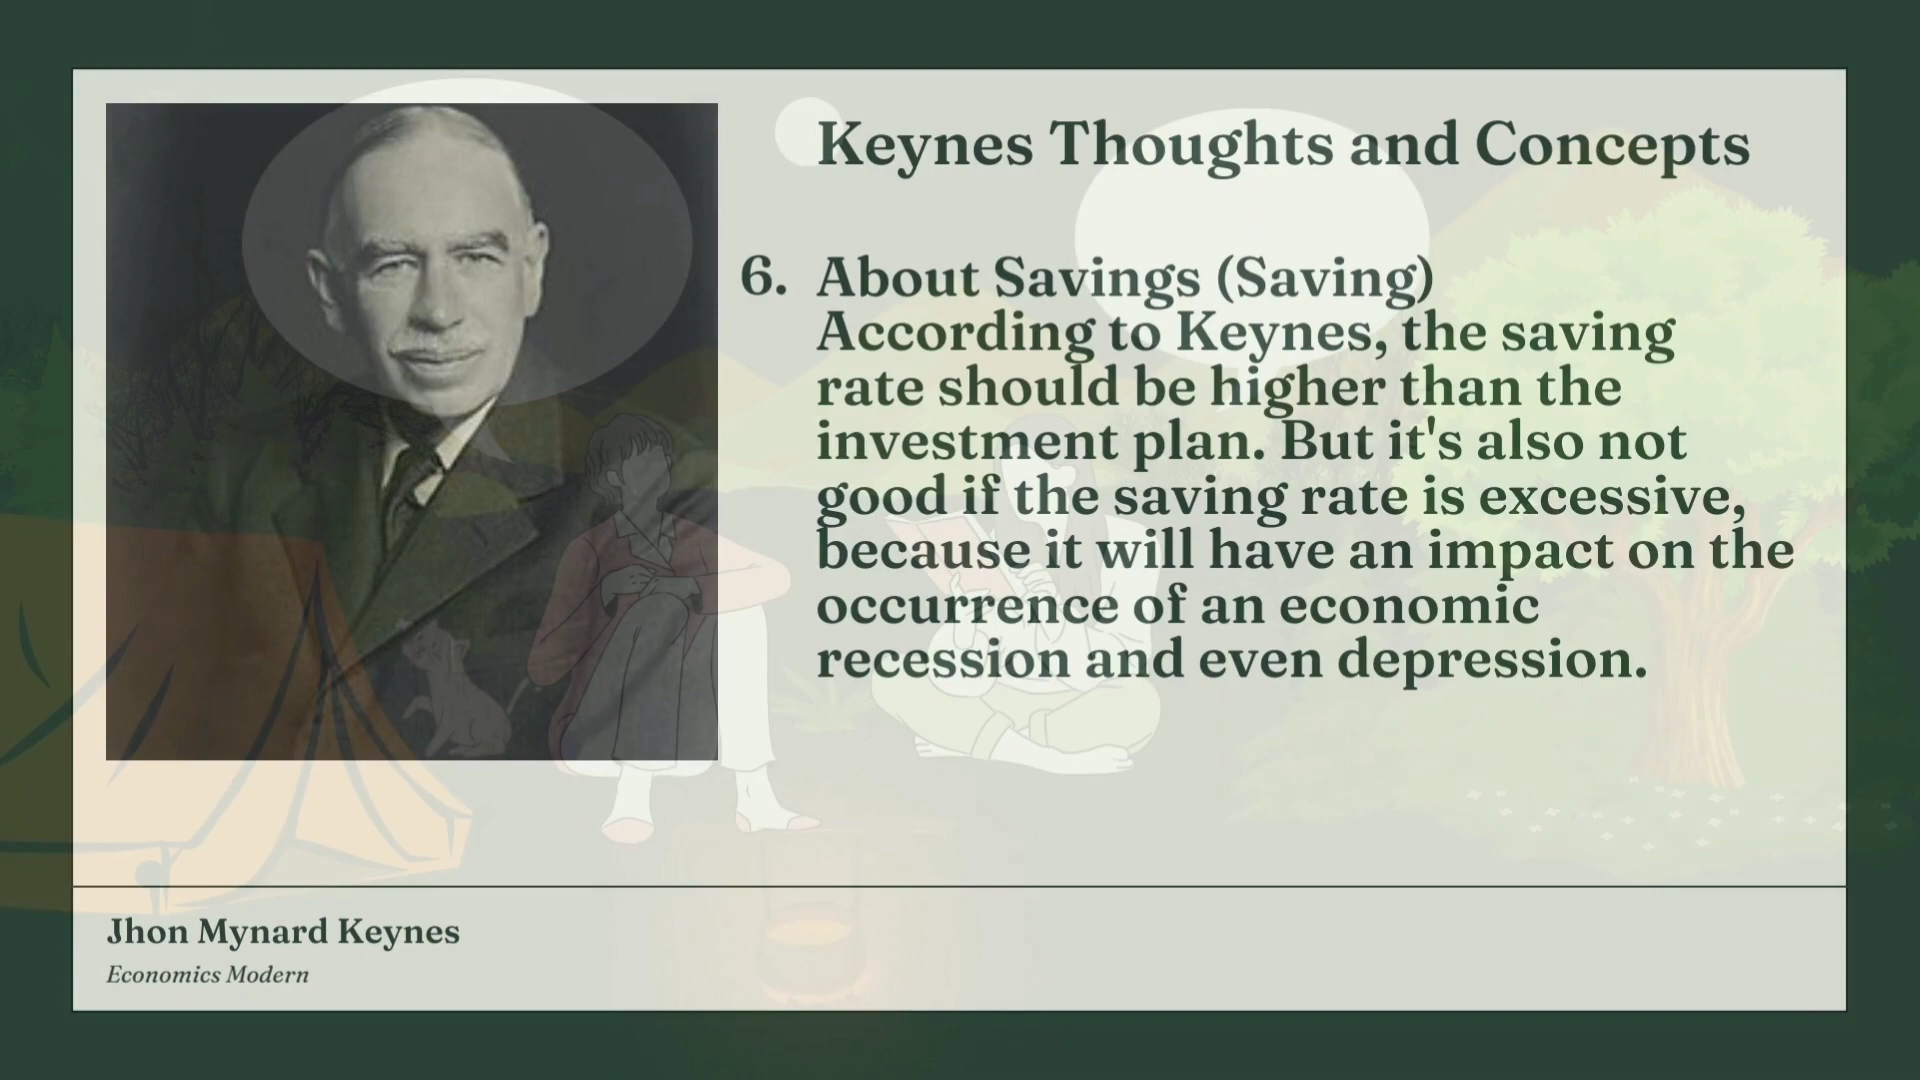 Keynes Thoughts and Concepts
6. About Savings (Saving)
According to Keynes, the saving
rate should be higher than the
investment plan. But it's also not
good if the saving rate is excessive,
because it will have an impact on the
occurrence of an economic
recession and even depression.
Jhon Mynard Keynes
Economics Modern